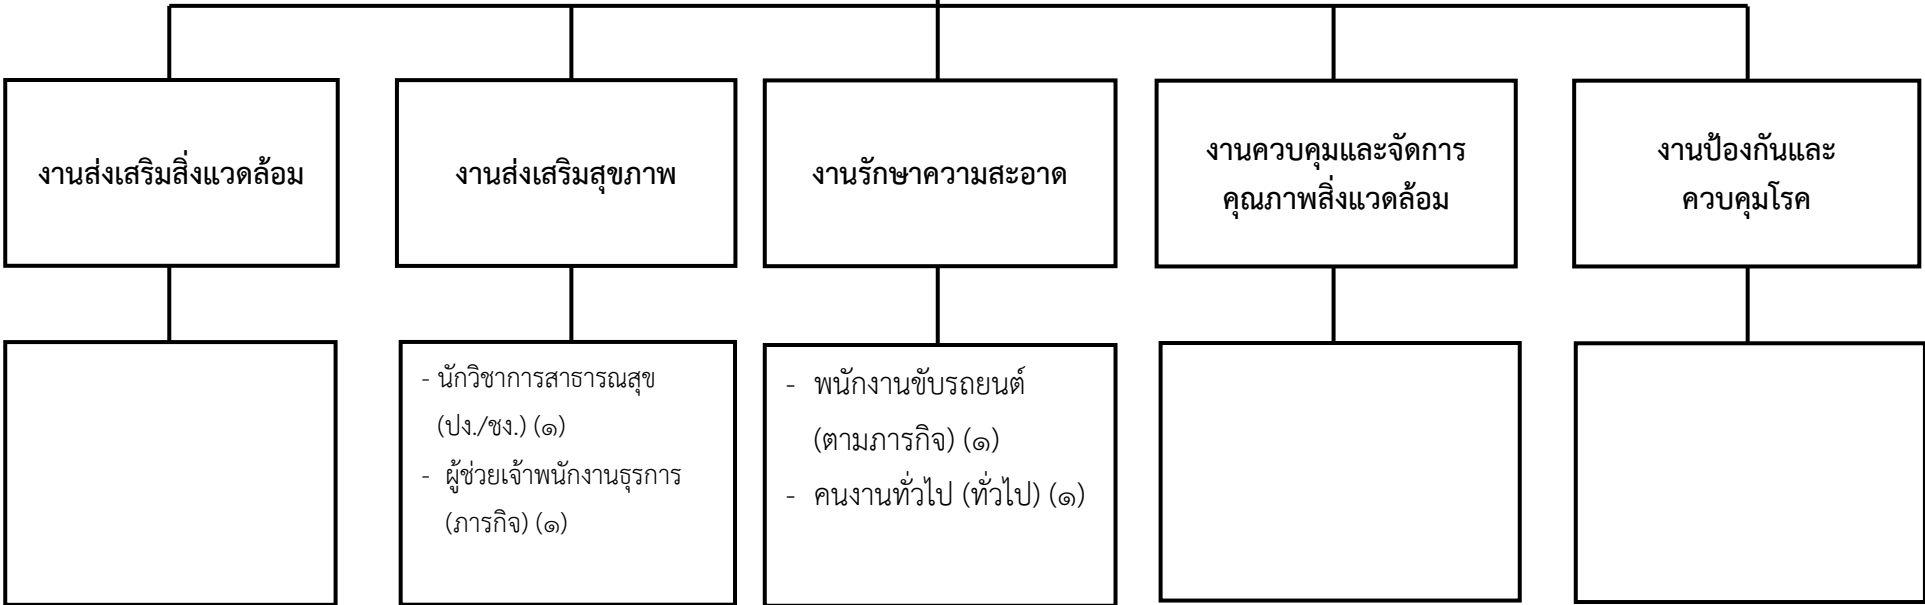 งานส่งเสริมสิ่งแวดล้อม
งานส่งเสริมสุขภาพ
งานรักษาความสะอาด
งานควบคุมและจัดการ
คุณภาพสิ่งแวดล้อม
งานป้องกันและ
ควบคุมโรค
- นักวิชาการสาธารณสุข
(ปง./ชง.) (๑)
- ผู้ช่วยเจ้าพนักงานธุรการ
(ภารกิจ) (๑)
- พนักงานขับรถยนต์
(ตามภารกิจ) (๑)
- คนงานทั่วไป (ทั่วไป) (๑)